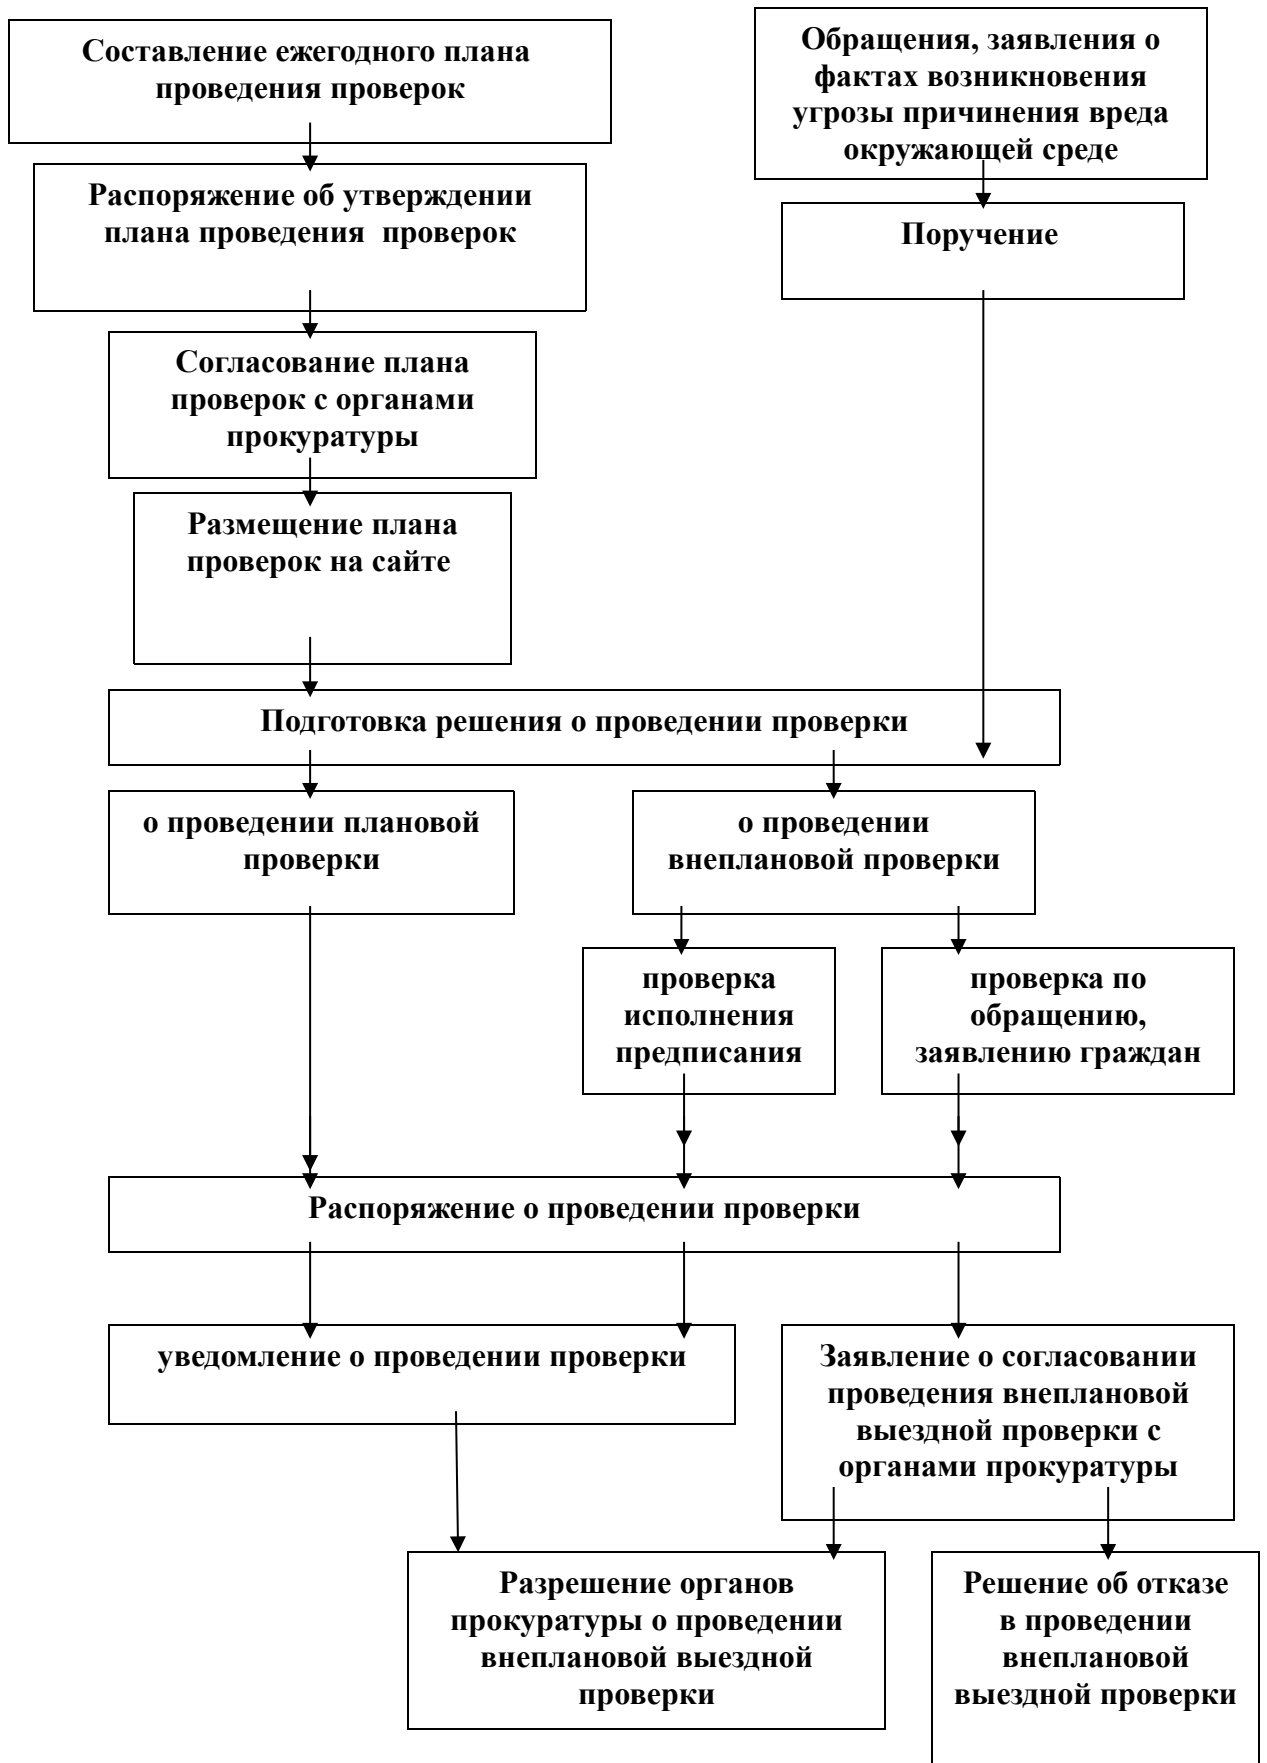 Составление ежегодного плана
проведения проверок
Обращения, заявления о
фактах возникновения
угрозы причинения вреда
окружающей среде
Распоряжение об утверждении
плана проведения проверок
Поручение
Согласование плана
проверок с органами
прокуратуры
Размещение плана
проверок на сайте
Подготовка решения о проведении проверки
о проведении плановой
проверки
о проведении
внеплановой проверки
проверка
исполнения
предписания
проверка по
обращению,
заявлению граждан
Распоряжение о проведении проверки
уведомление о проведении проверки
Заявление о согласовании
проведения внеплановой
выездной проверки с
органами прокуратуры
Разрешение органов
прокуратуры о проведении
внеплановой выездной
проверки
Решение об отказе
в проведении
внеплановой
выездной проверки